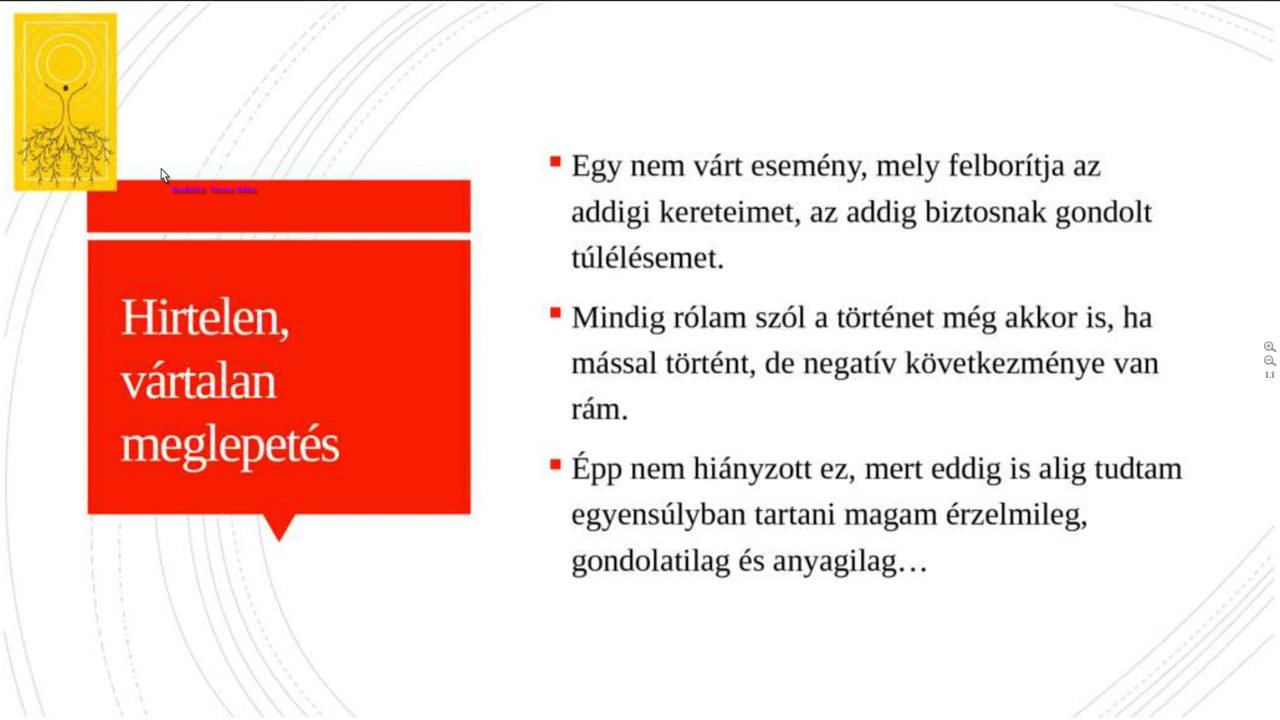 Hirtelen,
vártalan
meglepetés
Egy nem várt esemény, mely felborítja az
addigi kereteimet, az addig biztosnak gondolt
túlélésemet.
Mindig rólam szól a történet még akkor is, ha
mással történt, de negatív következménye van
rám.
Épp nem hiányzott ez, mert eddig is alig tudtam
egyensúlyban tartani magam érzelmileg,
gondolatilag és anyagilag…
1.1